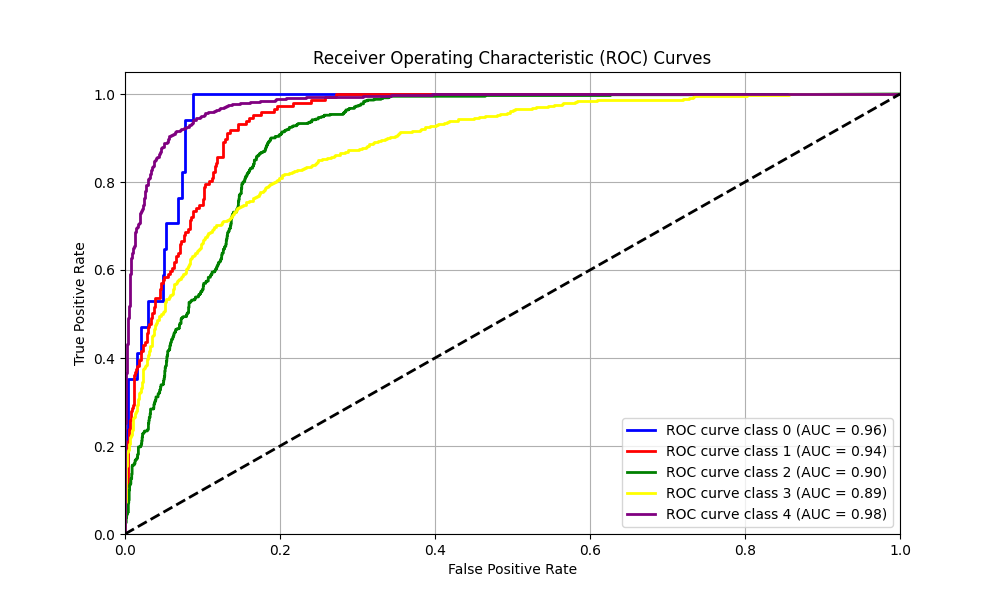 Receiver Operating Characteristic (ROC) Curves
1.0
0.8
0.6
0.4
0.2
0.0
True Positive Rate
0.0 0.2 0.4 0.6 0.8 1.0
False Positive Rate
ROC curve class 0 (AUC = 0.96)
ROC curve class 1 (AUC = 0.94)
ROC curve class 2 (AUC = 0.90)
ROC curve class 3 (AUC = 0.89)
ROC curve class 4 (AUC = 0.98)